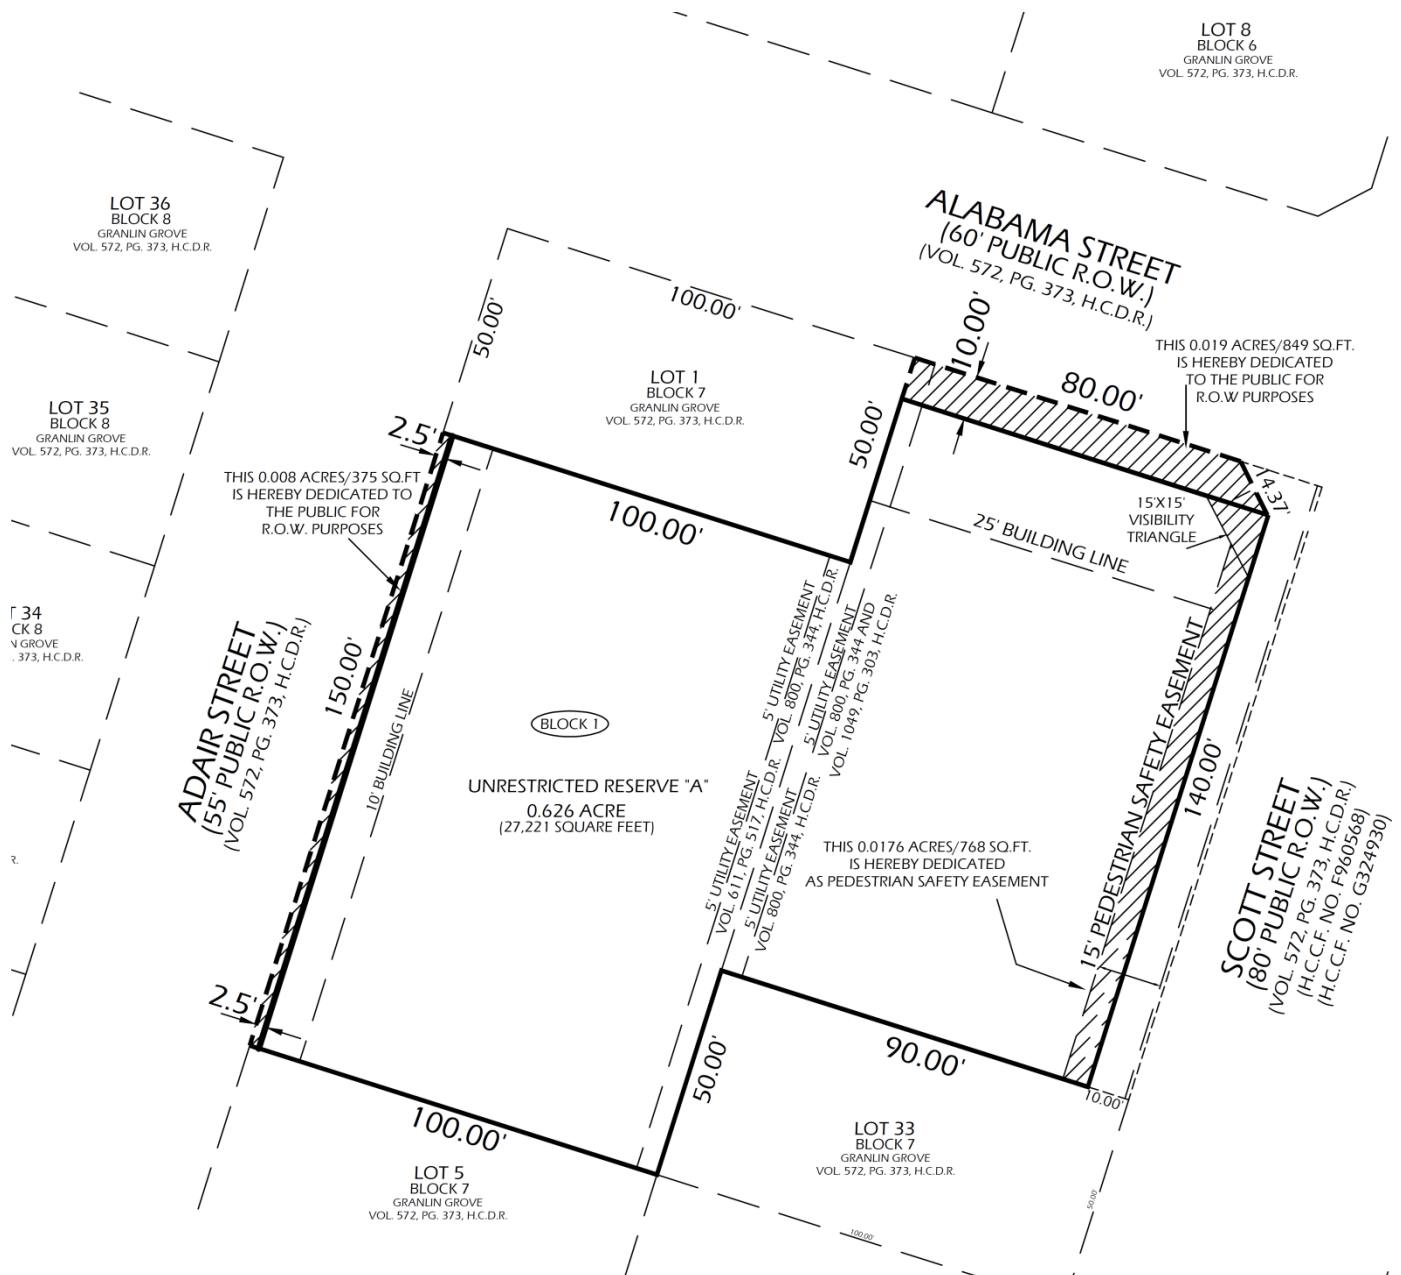 LOT 8
BLOCK 6
GRANLIN GROVE
VOL. 572, PG. 373, H.C.D.R.
LOT 36
BLOCK 8
GRANLIN GROVE
VOL. 572, PG. 373, H.C.D.R.
ALABAMA STREET
(60' PUBLIC R.O.W.)
(VOL. 572, PG. 373, H.C.D.R.)
100.00'
50.00'
10.00'
80.00'
THIS 0.019 ACRES/849 SQ.FT.
IS HEREBY DEDICATED
TO THE PUBLIC FOR
R.O.W PURPOSES
LOT 1
BLOCK 7
GRANLIN GROVE
VOL. 572, PG. 373, H.C.D.R.
LOT 35
BLOCK 8
GRANLIN GROVE
VOL. 572, PG. 373, H.C.D.R.
2.5'
50.00'
THIS 0.008 ACRES/375 SQ.FT
IS HEREBY DEDICATED TO
THE PUBLIC FOR
R.O.W. PURPOSES
100.00'
14.37'
15'X15'
VISIBILITY
TRIANGLE
25' BUILDING LINE
T 34
CK 8
N GROVE
. 373, H.C.D.R.
ADAIR STREET
(55' PUBLIC R.O.W.)
(VOL. 572, PG. 373, H.C.D.R.)
150.00'
10' BUILDING LINE
BLOCK 1
UNRESTRICTED RESERVE "A"
0.626 ACRE
(27,221 SQUARE FEET)
5' UTILITY EASEMENT
VOL. 800, PG. 344, H.C.D.R.
5' UTILITY EASEMENT
VOL. 800, PG. 344 AND
VOL. 1049, PG. 303, H.C.D.R.
5' UTILITY EASEMENT
VOL. 611, PG. 517, H.C.D.R.
5' UTILITY EASEMENT
VOL. 800, PG. 344, H.C.D.R.
15' PEDESTRIAN SAFETY EASEMENT
140.00'
THIS 0.0176 ACRES/768 SQ.FT.
IS HEREBY DEDICATED
AS PEDESTRIAN SAFETY EASEMENT
SCOTT STREET
(80' PUBLIC R.O.W.)
(VOL. 572, PG. 373, H.C.D.R.)
(H.C.C.F. NO. F960568)
(H.C.C.F. NO. G324930)
R.
2.5'
50.00'
90.00'
10.00'
100.00'
LOT 33
BLOCK 7
GRANLIN GROVE
VOL. 572, PG. 373, H.C.D.R.
LOT 5
BLOCK 7
GRANLIN GROVE
VOL. 572, PG. 373, H.C.D.R.
50.00'
100.00'